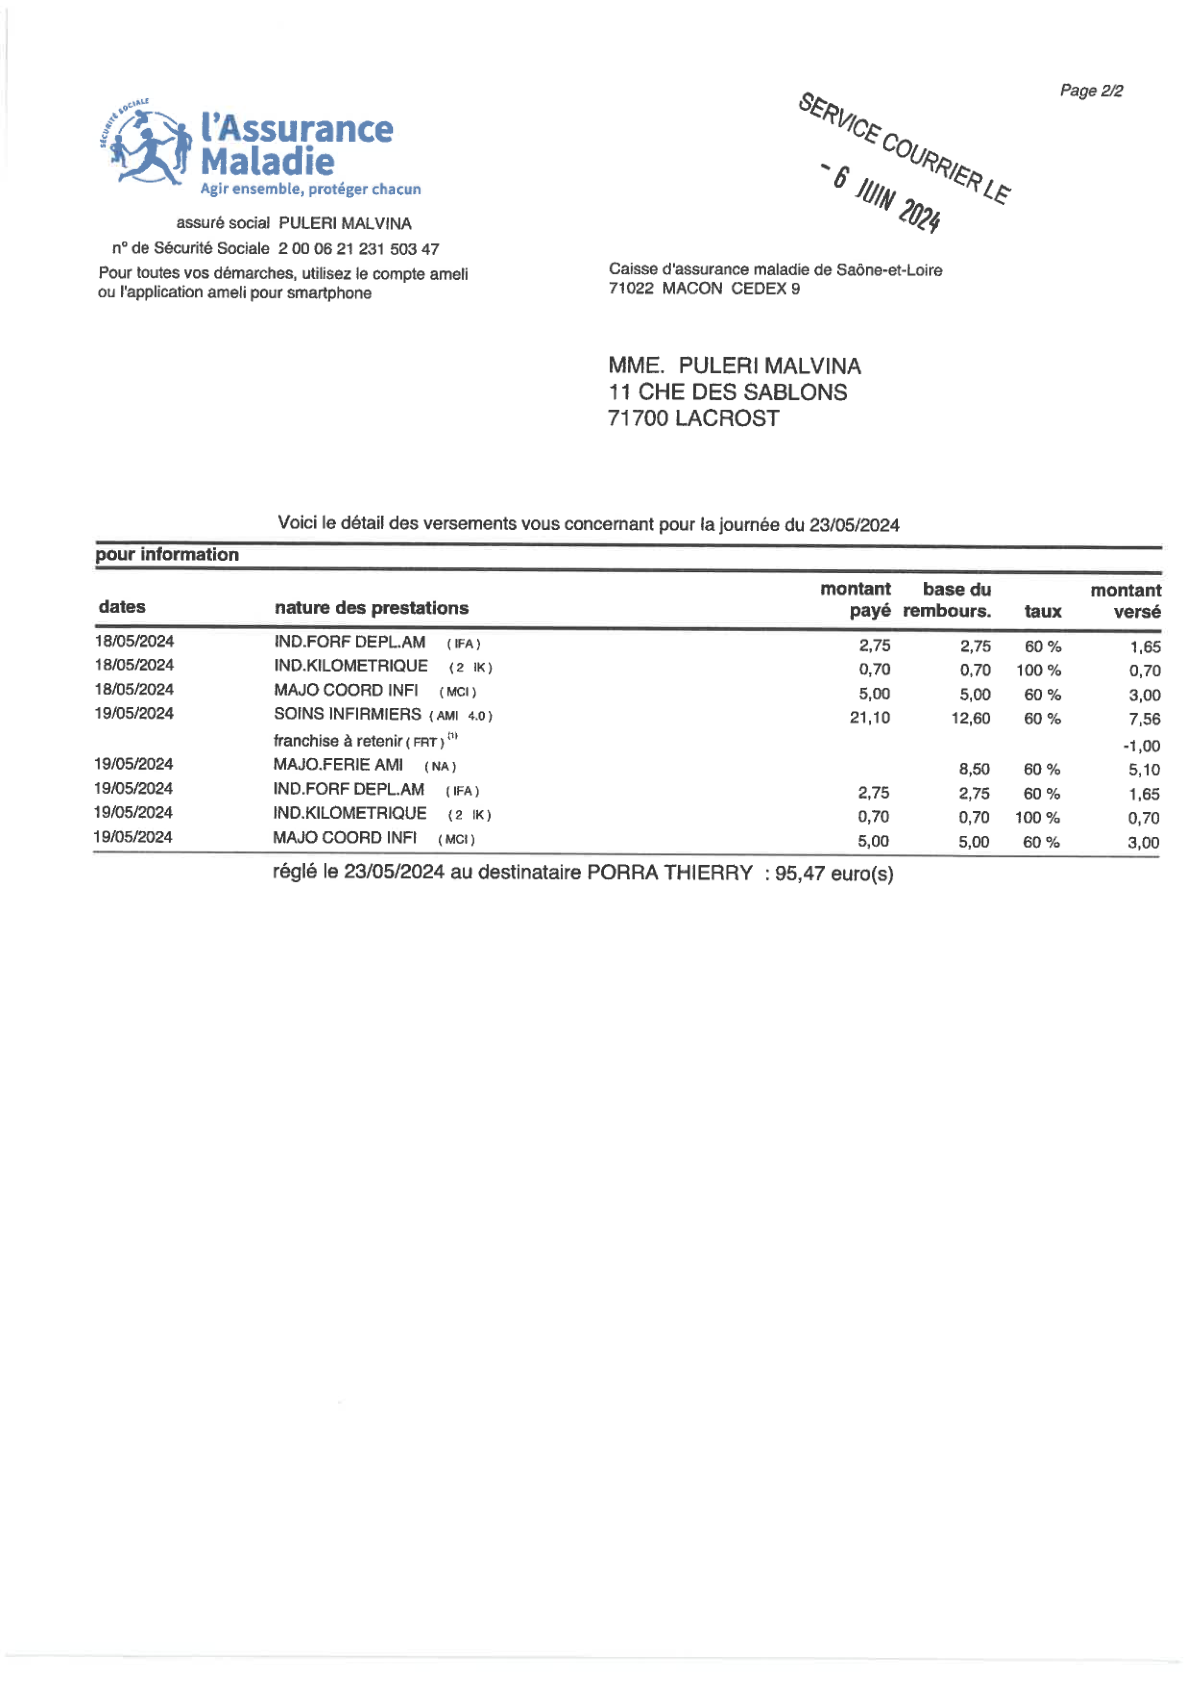 Page 2/2
SÉCURITÉ SOCIALE
l'Assurance
Maladie
Agir ensemble, protéger chacun
SERVICE COURRIER LE
- 6 JUIN 2024
assuré social PULERI MALVINA
n° de Sécurité Sociale 2 00 06 21 231 503 47
Pour toutes vos démarches, utilisez le compte ameli
ou l'application ameli pour smartphone
Caisse d'assurance maladie de Saône-et-Loire
71022 MACON CEDEX 9
MME. PULERI MALVINA
11 CHE DES SABLONS
71700 LACROST
Voici le détail des versements vous concernant pour la journée du 23/05/2024
pour information
dates nature des prestations montant payé base du rembours. taux montant versé
18/05/2024 IND.FORF DEPL.AM (IFA) 2,75 2,75 60 % 1,65
18/05/2024 IND.KILOMETRIQUE (2 IK) 0,70 0,70 100 % 0,70
18/05/2024 MAJO COORD INFI (MCI) 5,00 5,00 60 % 3,00
19/05/2024 SOINS INFIRMIERS (AMI 4.0) 21,10 12,60 60 % 7,56
franchise à retenir (FRT) (1) -1,00
19/05/2024 MAJO.FERIE AMI (NA) 8,50 60 % 5,10
19/05/2024 IND.FORF DEPL.AM (IFA) 2,75 2,75 60 % 1,65
19/05/2024 IND.KILOMETRIQUE (2 IK) 0,70 0,70 100 % 0,70
19/05/2024 MAJO COORD INFI (MCI) 5,00 5,00 60 % 3,00
réglé le 23/05/2024 au destinataire PORRA THIERRY : 95,47 euro(s)